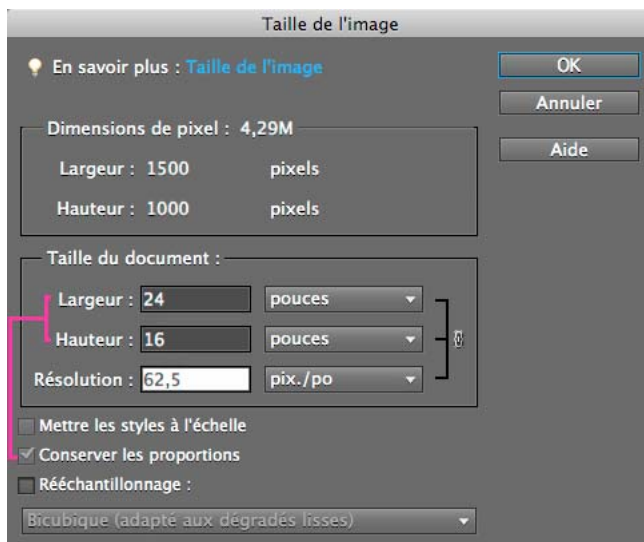 Taille de l'image
En savoir plus : Taille de l'image
OK
Annuler
Aide
Dimensions de pixel : 4,29M
Largeur : 1500 pixels
Hauteur : 1000 pixels
Taille du document :
Largeur : 24 pouces
Hauteur : 16 pouces
Résolution : 62,5 pix./po
Mettre les styles à l'échelle
Conserver les proportions
Rééchantillonnage :
Bicubique (adapté aux dégradés lisses)